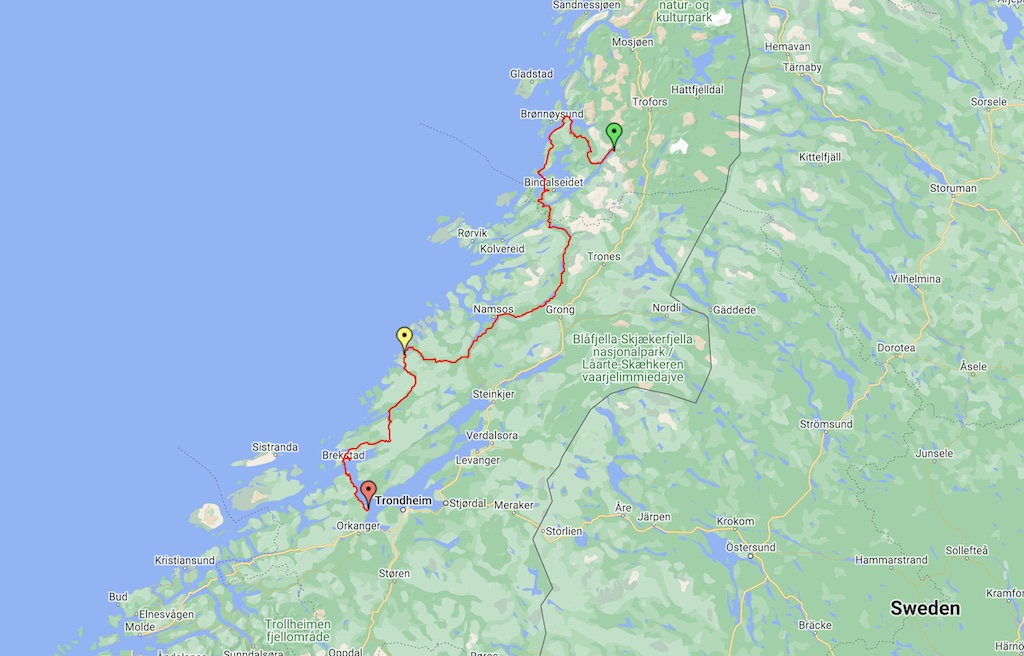 Sandnessjøen
natur- og
kulturpark
Mosjøen
Hemavan
Tärnaby
Gladstad
Hattfjelldal
Trofors
Sorsele
Brønnøysund
Kittelfjäll
Bindalseidet
Storuman
Rørvik
Kolvereid
Trones
Vilhelmina
Namsos
Grong
Nordli
Gäddede
Blåfjella-Skjækerfjella
nasjonalpark /
Låarte-Skæhkeren
vaarjelimmiedajve
Dorotea
Åsele
Steinkjer
Strömsund
Verdalsora
Sistranda
Brekstad
Levanger
Junsele
Trondheim
Stjørdal
Meraker
Åre
Järpen
Krokom
Orkanger
Storlien
Östersund
Kristiansund
Hammarstrand
Sollefteå
Støren
Bud
Elnesvågen
Molde
Kramfor
Sweden
Trollheimen
fjellområde
Bräcke
Sunndalsøra
Oppdal
Røros
Härnö